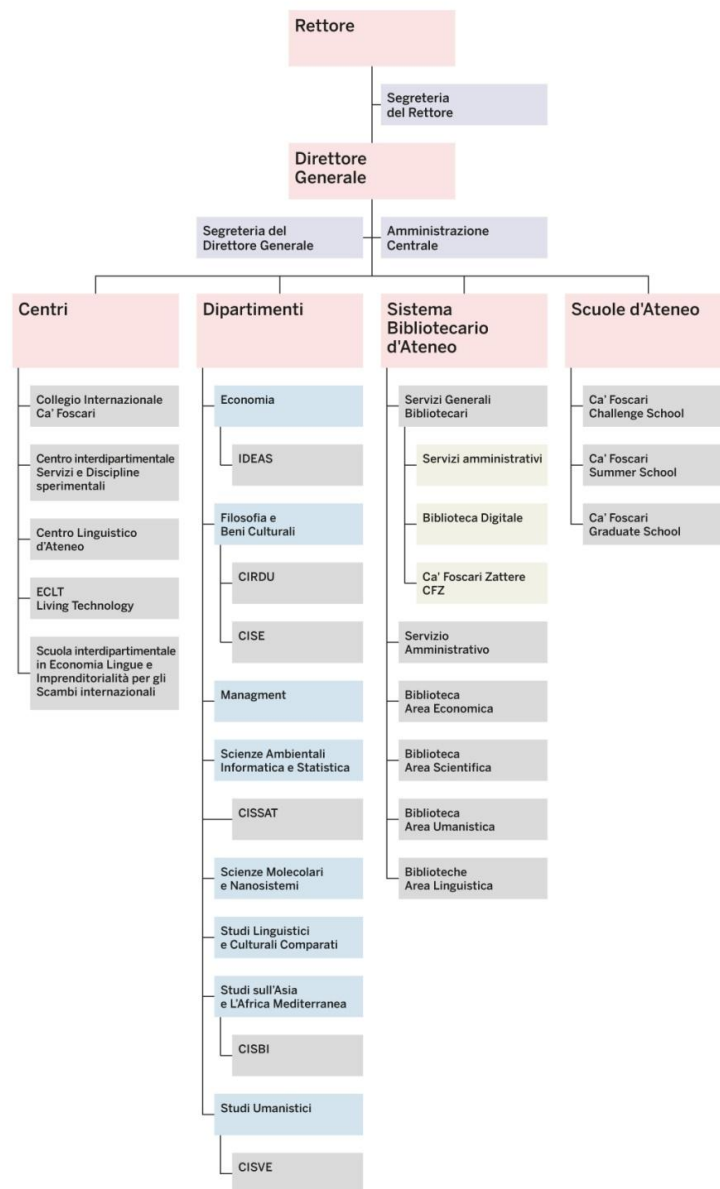 Rettore
Segreteria
del Rettore
Direttore
Generale
Segreteria del
Direttore Generale
Amministrazione
Centrale
Centri
Collegio Internazionale
Ca' Foscari
Centro interdipartimentale
Servizi e Discipline
sperimentali
Centro Linguistico
d'Ateneo
ECLT
Living Technology
Scuola interdipartimentale
in Economia Lingue e
Imprenditorialità per gli
Scambi internazionali
Dipartimenti
Economia
IDEAS
Filosofia e
Beni Culturali
CIRDU
CISE
Managment
Scienze Ambientali
Informatica e Statistica
CISSAT
Scienze Molecolari
e Nanosistemi
Studi Linguistici
e Culturali Comparati
Studi sull'Asia
e L'Africa Mediterranea
CISBI
Studi Umanistici
CISVE
Sistema
Bibliotecario
d'Ateneo
Servizi Generali
Bibliotecari
Servizi amministrativi
Biblioteca Digitale
Ca' Foscari Zattere
CFZ
Servizio
Amministrativo
Biblioteca
Area Economica
Biblioteca
Area Scientifica
Biblioteca
Area Umanistica
Biblioteche
Area Linguistica
Scuole d'Ateneo
Ca' Foscari
Challenge School
Ca' Foscari
Summer School
Ca' Foscari
Graduate School